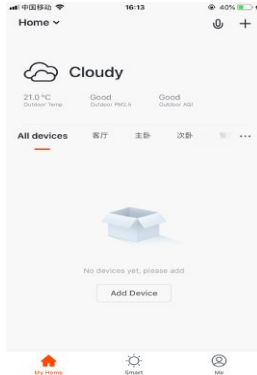 中国移动 16:13 40%
Home
Cloudy
21.0 °C Good Good
Outdoor Temp Outdoor PM2.5 Outdoor AQI
All devices 客厅 主卧 次卧 ...
No devices yet, please add
Add Device
My Home Smart Me